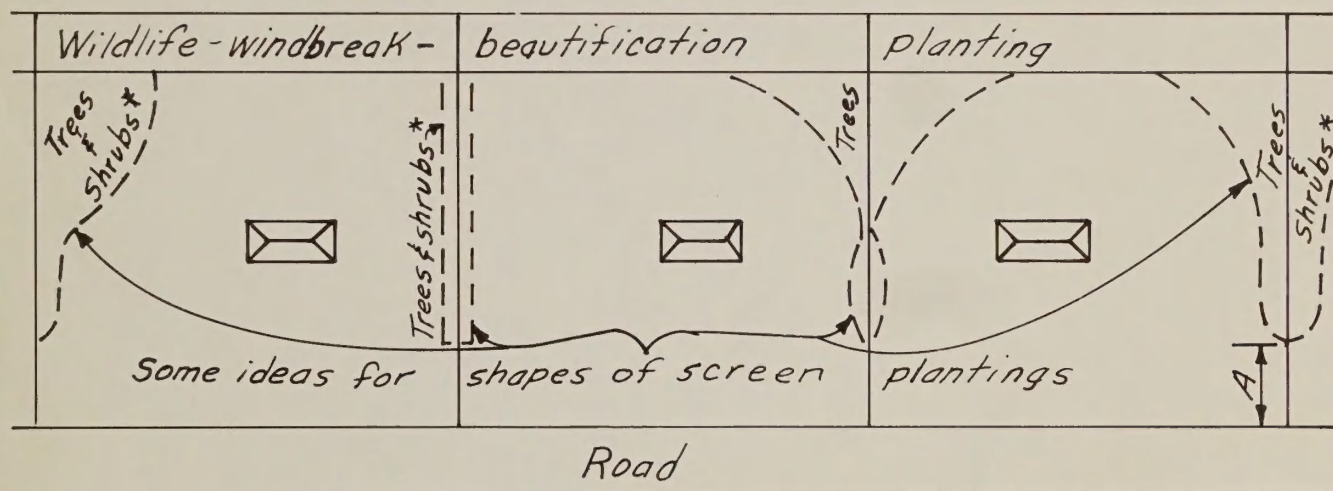 Wildlife - windbreak - beautification planting
Trees
&
Shrubs*
Trees & shrubs*
Trees
Trees
&
Shrubs*
Some ideas for shapes of screen plantings
A
Road